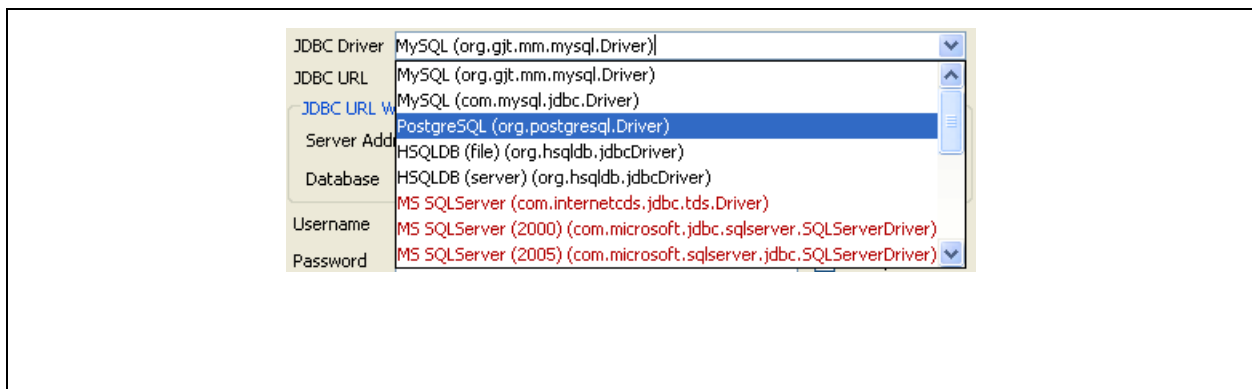 JDBC Driver MySQL (org.gjt.mm.mysql.Driver)
JDBC URL MySQL (org.gjt.mm.mysql.Driver)
JDBC URL W MySQL (com.mysql.jdbc.Driver)
PostgreSQL (org.postgresql.Driver)
Server Add
HSQLDB (file) (org.hsqldb.jdbcDriver)
Database HSQLDB (server) (org.hsqldb.jdbcDriver)
MS SQLServer (com.internetcds.jdbc.tds.Driver)
Username MS SQLServer (2000) (com.microsoft.jdbc.sqlserver.SQLServerDriver)
Password MS SQLServer (2005) (com.microsoft.sqlserver.jdbc.SQLServerDriver)